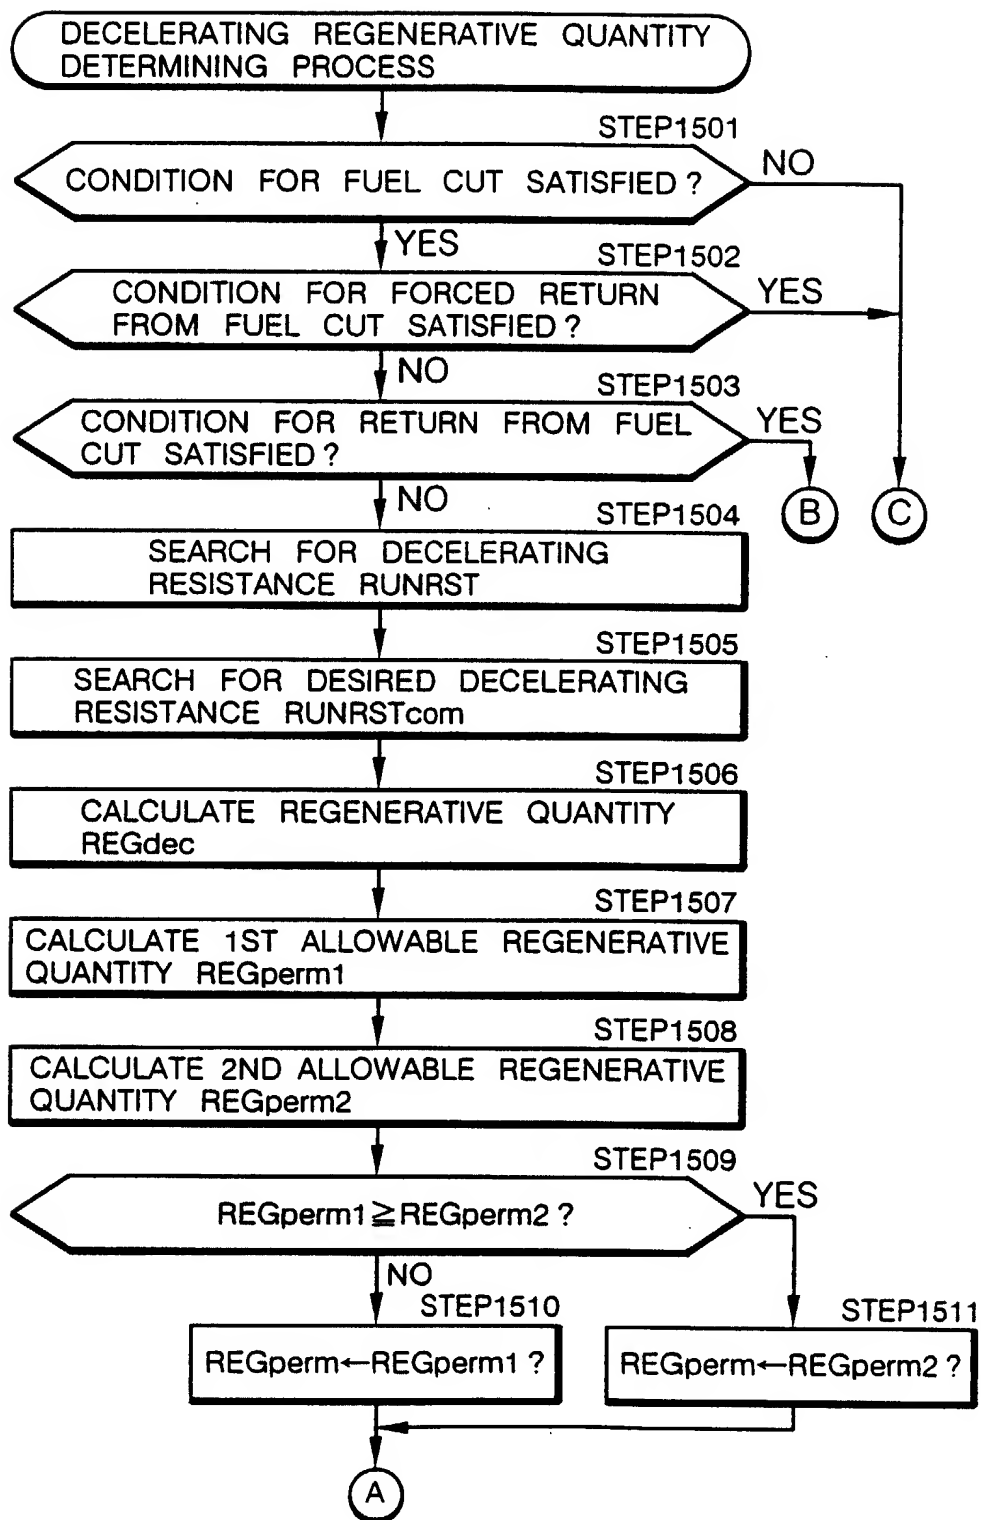 DECELERATING REGENERATIVE QUANTITY
DETERMINING PROCESS
STEP1501
CONDITION FOR FUEL CUT SATISFIED?
NO
YES
STEP1502
CONDITION FOR FORCED RETURN
FROM FUEL CUT SATISFIED?
YES
NO
STEP1503
CONDITION FOR RETURN FROM FUEL
CUT SATISFIED?
YES
B
C
NO
STEP1504
SEARCH FOR DECELERATING
RESISTANCE RUNRST
STEP1505
SEARCH FOR DESIRED DECELERATING
RESISTANCE RUNRSTcom
STEP1506
CALCULATE REGENERATIVE QUANTITY
REGdec
STEP1507
CALCULATE 1ST ALLOWABLE REGENERATIVE
QUANTITY REGperm1
STEP1508
CALCULATE 2ND ALLOWABLE REGENERATIVE
QUANTITY REGperm2
STEP1509
REGperm1≧REGperm2?
YES
NO
STEP1510
REGperm←REGperm1?
STEP1511
REGperm←REGperm2?
A